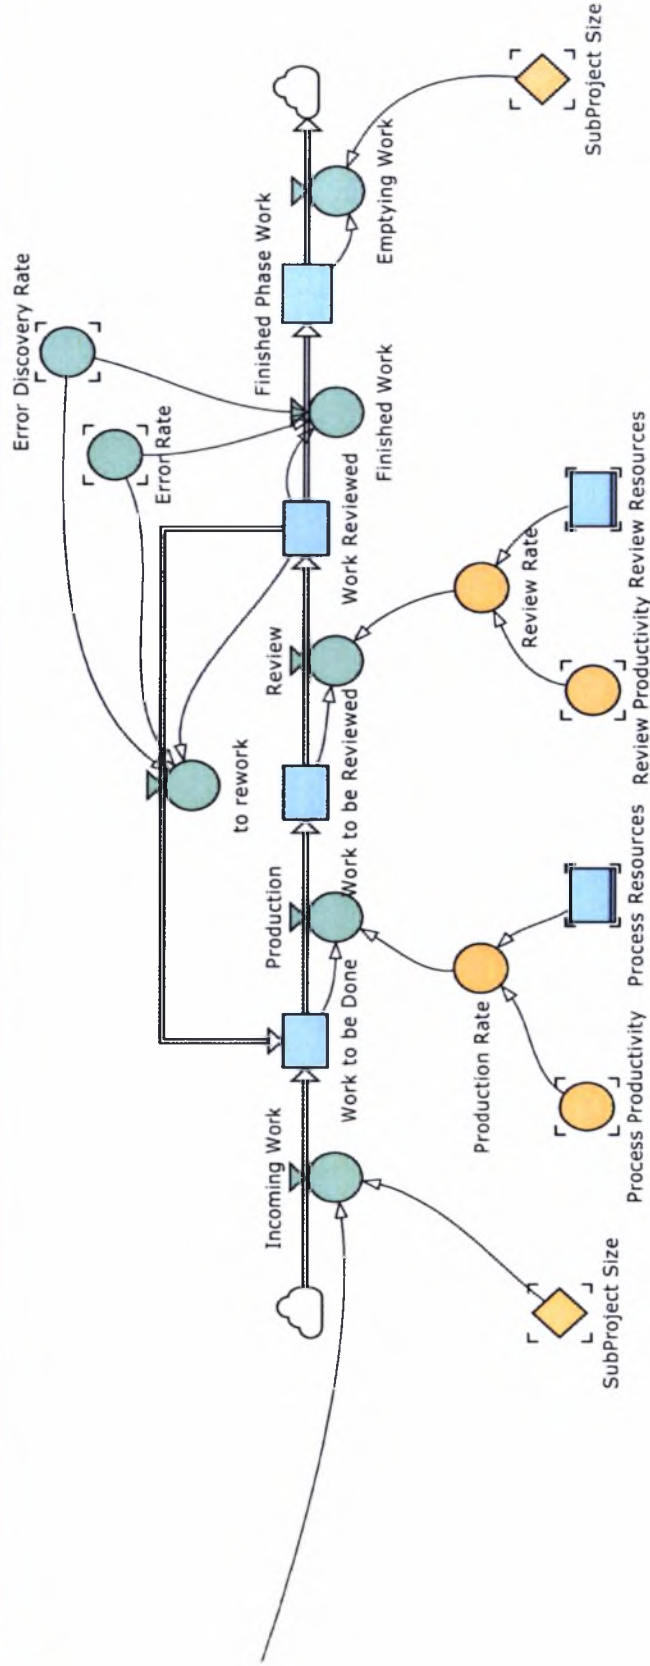 Error Discovery Rate
Error Rate
to rework
Incoming Work
Production
Review
Finished Phase Work
Work to be Done
Work to be Reviewed
Work Reviewed
Finished Work
Emptying Work
Production Rate
Review Rate
SubProject Size
Process Productivity
Process Resources
Review Productivity
Review Resources
SubProject Size